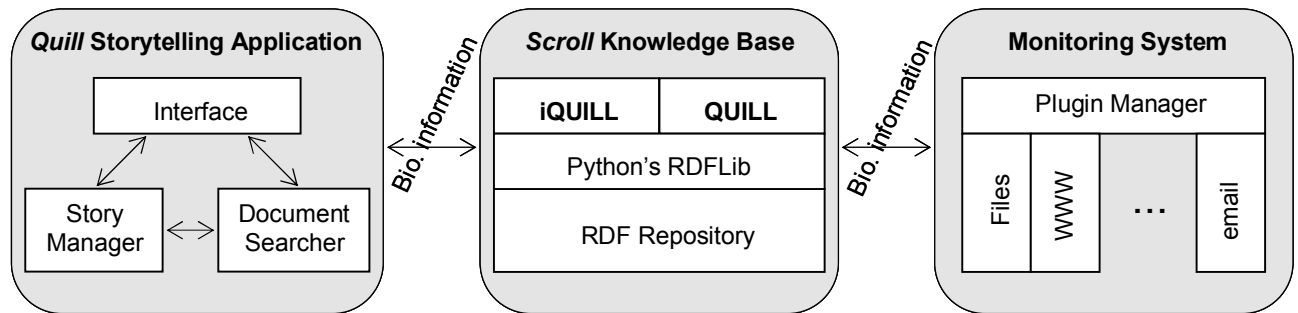 Quill Storytelling Application
Interface
Story
Manager
Document
Searcher
Bio. information
Scroll Knowledge Base
iQUILL
QUILL
Python's RDFLib
RDF Repository
Bio. information
Monitoring System
Plugin Manager
Files
WWW
...
email